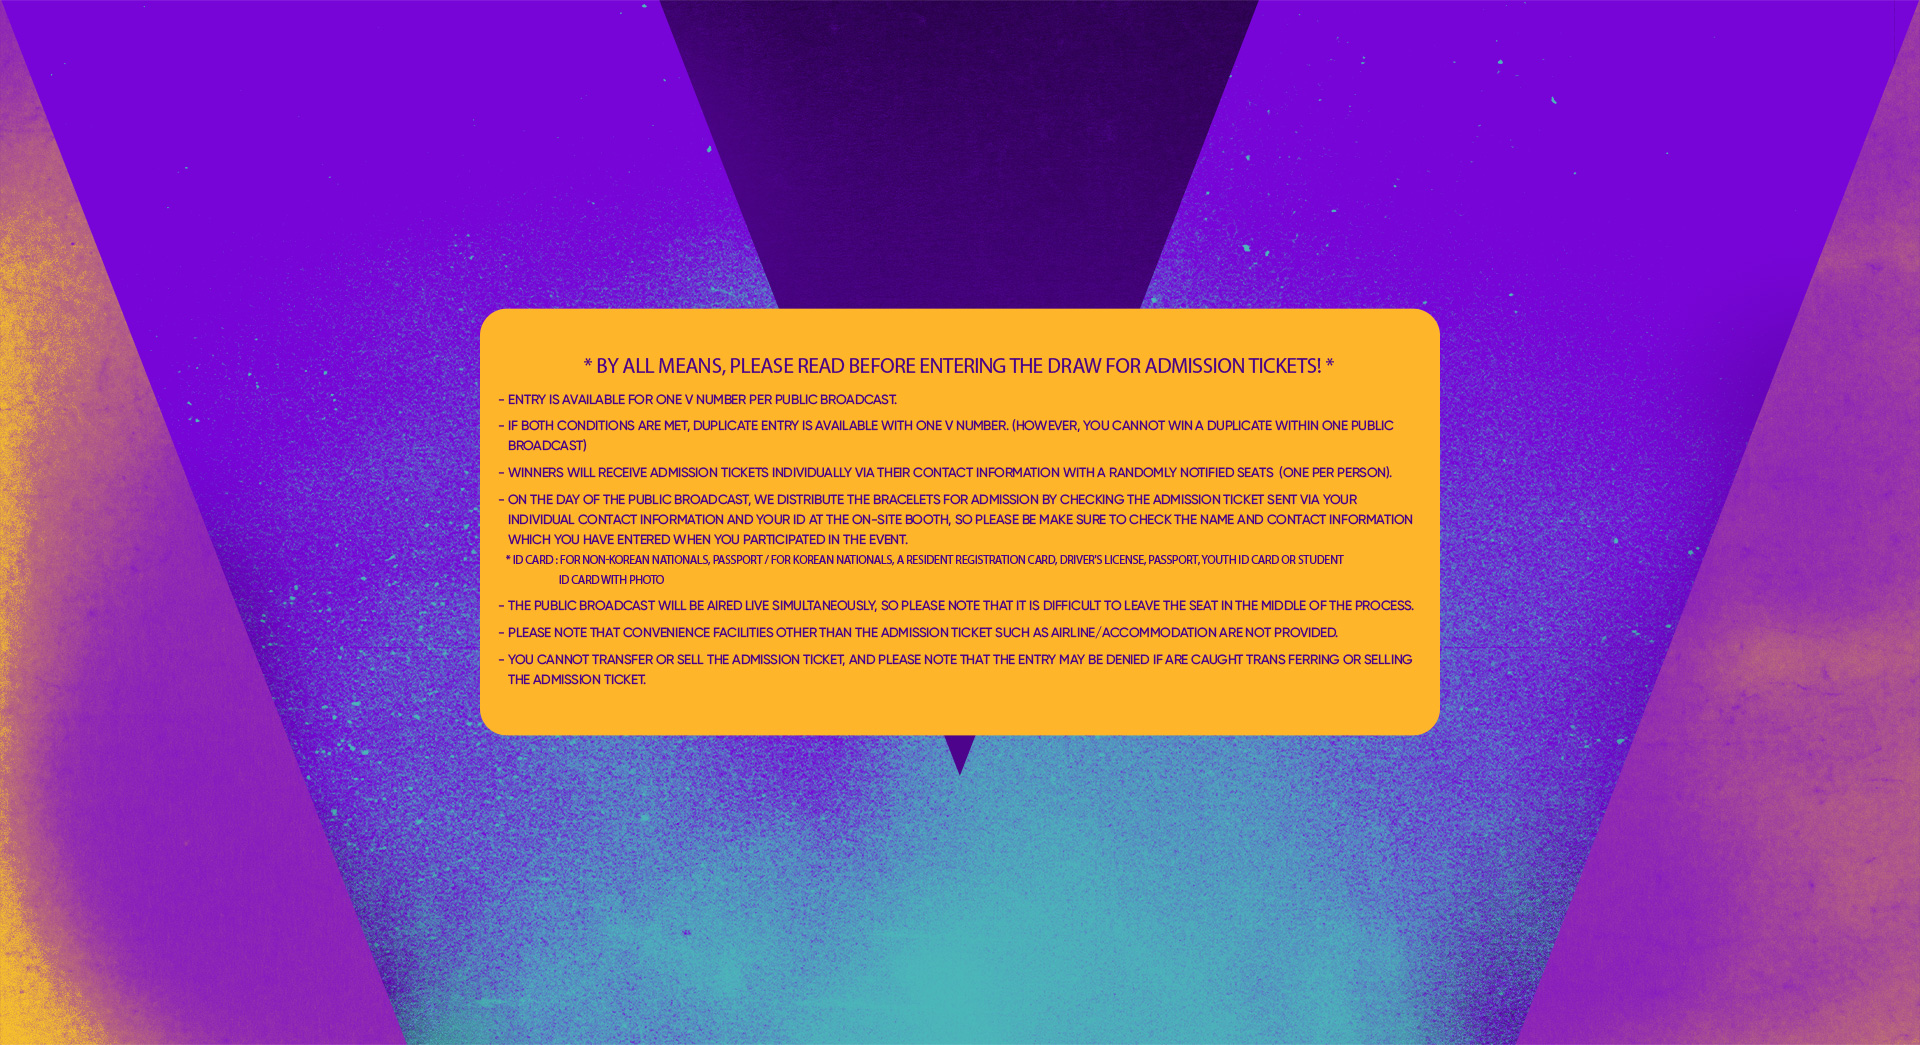 * BY ALL MEANS, PLEASE READ BEFORE ENTERING THE DRAW FOR ADMISSION TICKETS! *
- ENTRY IS AVAILABLE FOR ONE V NUMBER PER PUBLIC BROADCAST.
- IF BOTH CONDITIONS ARE MET, DUPLICATE ENTRY IS AVAILABLE WITH ONE V NUMBER. (HOWEVER, YOU CANNOT WIN A DUPLICATE WITHIN ONE PUBLIC
BROADCAST)
- WINNERS WILL RECEIVE ADMISSION TICKETS INDIVIDUALLY VIA THEIR CONTACT INFORMATION WITH A RANDOMLY NOTIFIED SEATS (ONE PER PERSON).
- ON THE DAY OF THE PUBLIC BROADCAST, WE DISTRIBUTE THE BRACELETS FOR ADMISSION BY CHECKING THE ADMISSION TICKET SENT VIA YOUR
INDIVIDUAL CONTACT INFORMATION AND YOUR ID AT THE ON-SITE BOOTH, SO PLEASE BE MAKE SURE TO CHECK THE NAME AND CONTACT INFORMATION
WHICH YOU HAVE ENTERED WHEN YOU PARTICIPATED IN THE EVENT.
* ID CARD : FOR NON-KOREAN NATIONALS, PASSPORT / FOR KOREAN NATIONALS, A RESIDENT REGISTRATION CARD, DRIVER'S LICENSE, PASSPORT, YOUTH ID CARD OR STUDENT
ID CARD WITH PHOTO
- THE PUBLIC BROADCAST WILL BE AIRED LIVE SIMULTANEOUSLY, SO PLEASE NOTE THAT IT IS DIFFICULT TO LEAVE THE SEAT IN THE MIDDLE OF THE PROCESS.
- PLEASE NOTE THAT CONVENIENCE FACILITIES OTHER THAN THE ADMISSION TICKET SUCH AS AIRLINE/ACCOMMODATION ARE NOT PROVIDED.
- YOU CANNOT TRANSFER OR SELL THE ADMISSION TICKET, AND PLEASE NOTE THAT THE ENTRY MAY BE DENIED IF ARE CAUGHT TRANS FERRING OR SELLING
THE ADMISSION TICKET.